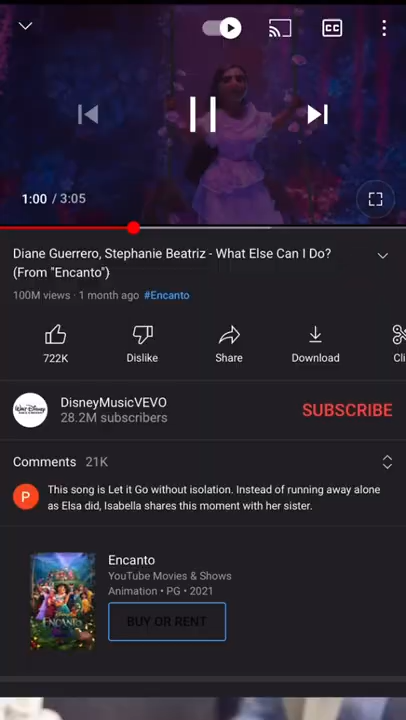 CC
1:00 / 3:05
Diane Guerrero, Stephanie Beatriz - What Else Can I Do?
(From "Encanto")
100M views · 1 month ago #Encanto
722K Dislike Share Download Cli
DisneyMusicVEVO
28.2M subscribers
SUBSCRIBE
Comments 21K
P
This song is Let it Go without isolation. Instead of running away alone
as Elsa did, Isabella shares this moment with her sister.
Encanto
YouTube Movies & Shows
Animation • PG • 2021
BUY OR RENT
ENCANTO